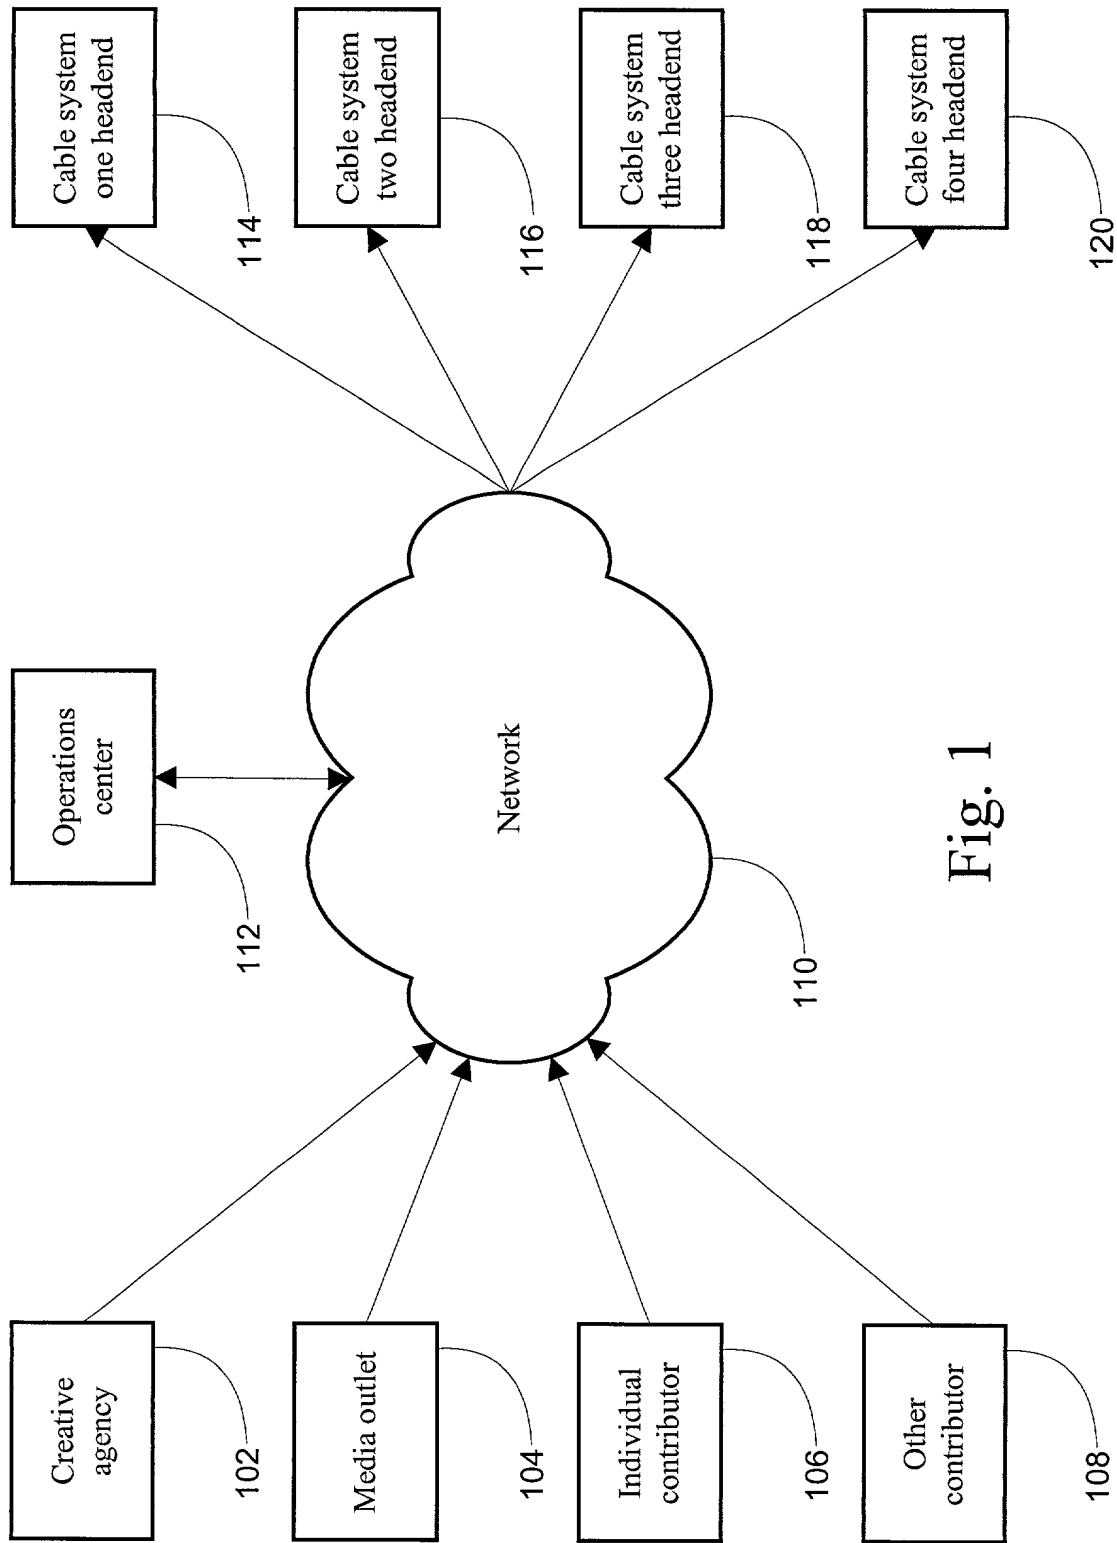 Creative
agency
102
Media outlet
104
Individual
contributor
106
Other
contributor
108
Operations
center
112
Network
110
Cable system
one headend
114
Cable system
two headend
116
Cable system
three headend
118
Cable system
four headend
120
Fig. 1